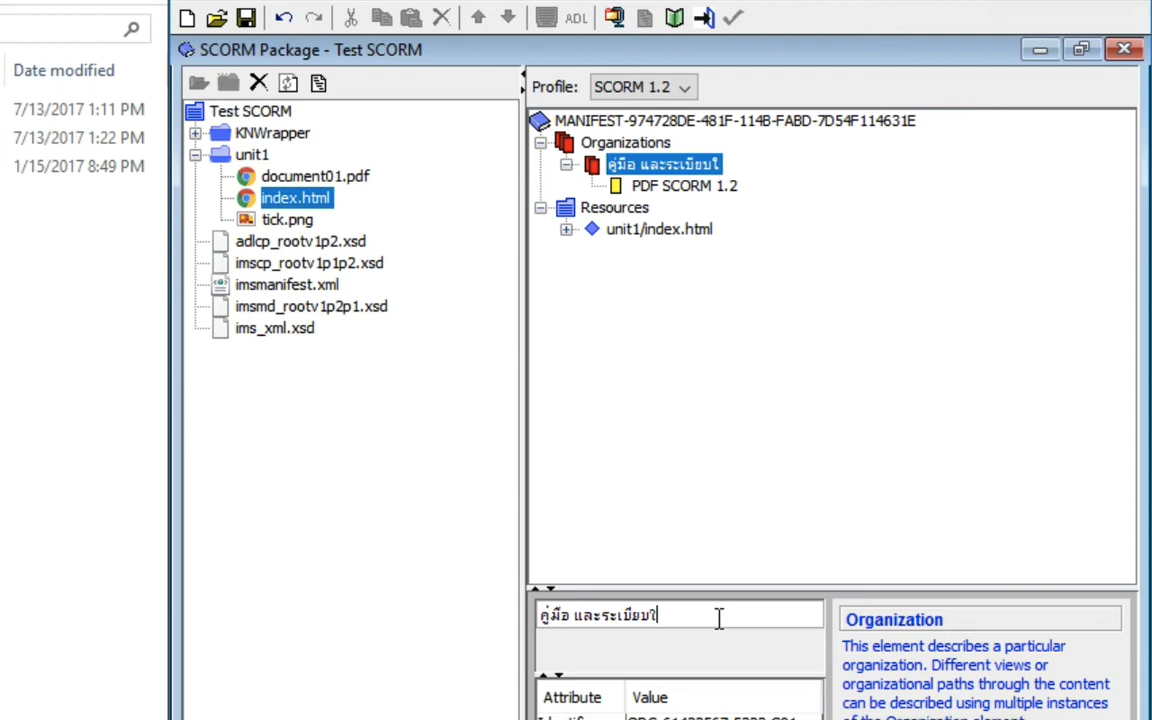 ADL
SCORM Package - Test SCORM
Date modified
7/13/2017 1:11 PM
7/13/2017 1:22 PM
1/15/2017 8:49 PM
Test SCORM
KNWrapper
unit1
document01.pdf
index.html
tick.png
adlcp_rootv1p2.xsd
imscp_rootv1p1p2.xsd
imsmanifest.xml
imsmd_rootv1p2p1.xsd
ims_xml.xsd
Profile: SCORM 1.2
MANIFEST-974728DE-481F-114B-FABD-7D54F114631E
Organizations
คู่มือ และระเบียบใ
PDF SCORM 1.2
Resources
unit1/index.html
คู่มือ และระเบียบใ
Attribute Value
Organization
This element describes a particular
organization. Different views or
organizational paths through the content
can be described using multiple instances
of the Organization element.